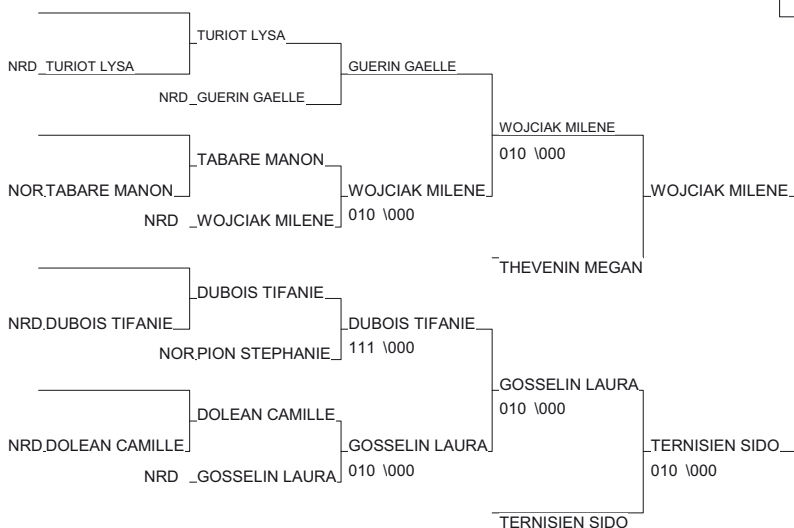 TURIOT LYSA
NRD TURIOT LYSA
GUERIN GAELLE
NRD GUERIN GAELLE
WOJCIAK MILENE
010 \000
TABARE MANON
NOR TABARE MANON
WOJCIAK MILENE
WOJCIAK MILENE
NRD WOJCIAK MILENE
010 \000
THEVENIN MEGAN
DUBOIS TIFANIE
NRD DUBOIS TIFANIE
DUBOIS TIFANIE
NOR PION STEPHANIE
111 \000
GOSSELIN LAURA
010 \000
DOLEAN CAMILLE
NRD DOLEAN CAMILLE
GOSSELIN LAURA
TERNISIEN SIDO
NRD GOSSELIN LAURA
010 \000
010 \000
TERNISIEN SIDO